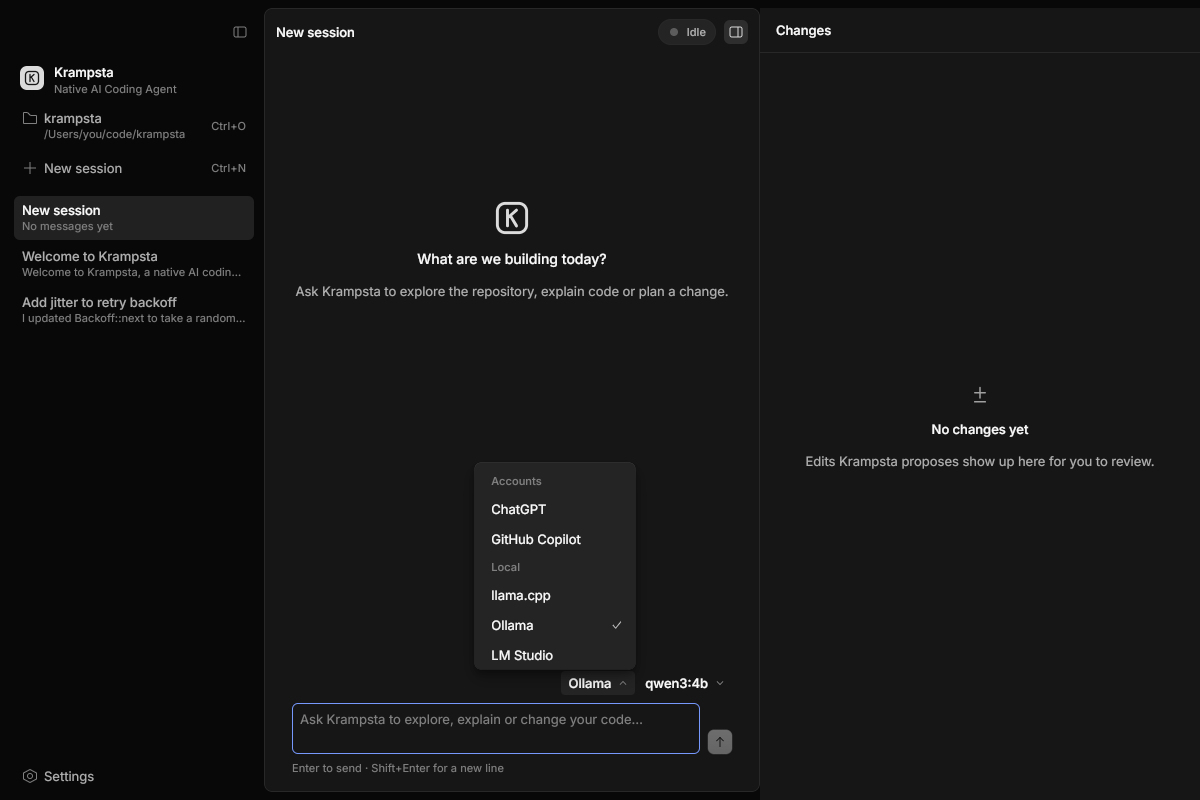 Krampsta
Native AI Coding Agent
krampsta
/Users/you/code/krampsta
Ctrl+O
New session
Ctrl+N
New session
No messages yet
Welcome to Krampsta
Welcome to Krampsta, a native AI codin...
Add jitter to retry backoff
I updated Backoff::next to take a random...
Settings
New session
Idle
K
What are we building today?
Ask Krampsta to explore the repository, explain code or plan a change.
Accounts
ChatGPT
GitHub Copilot
Local
llama.cpp
Ollama
LM Studio
Ollama
qwen3:4b
Ask Krampsta to explore, explain or change your code...
Enter to send · Shift+Enter for a new line
Changes
No changes yet
Edits Krampsta proposes show up here for you to review.